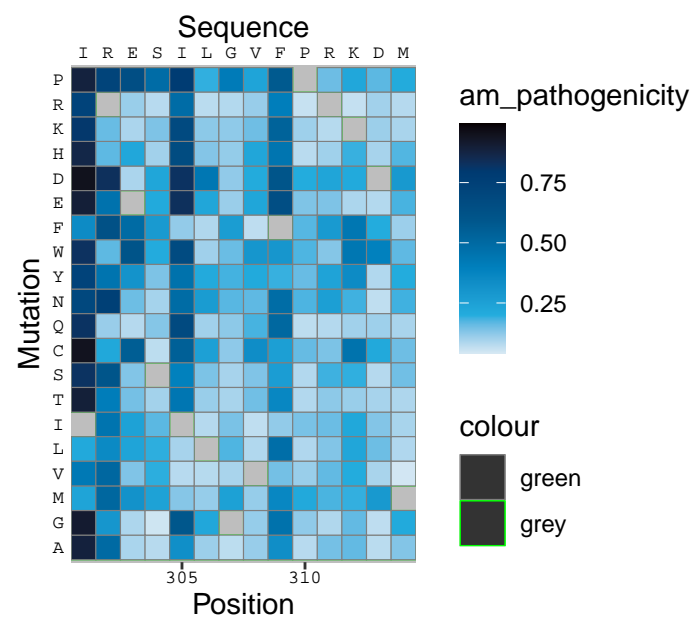 Sequence
I R E S I L G V F P R K D M
Mutation
P
R
K
H
D
E
F
W
Y
N
Q
C
S
T
I
L
V
M
G
A
305 310
Position
am_pathogenicity
0.75
0.50
0.25
colour
green
grey